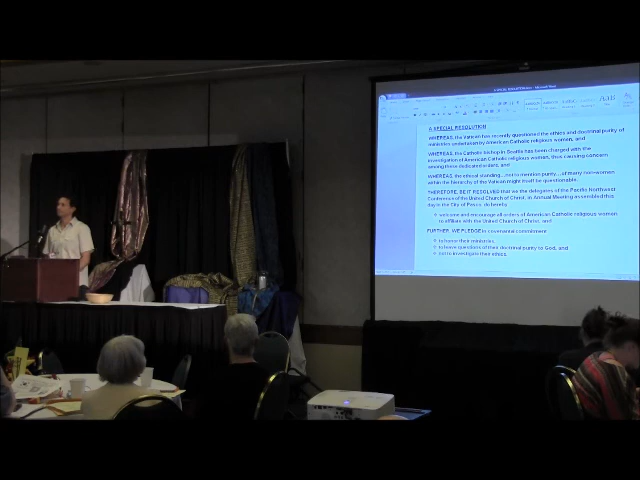 A SPECIAL RESOLUTION
WHEREAS, the Vatican has recently questioned the ethics and doctrinal purity of
ministries undertaken by American Catholic religious women, and
WHEREAS, the Catholic bishop in Seattle has been charged with the
investigation of American Catholic religious women, thus causing concern
among these dedicated orders, and
WHEREAS, the ethical standing…not to mention purity…of many non-women
within the hierarchy of the Vatican might itself be questionable.
THEREFORE, BE IT RESOLVED that we the delegates of the Pacific Northwest
Conference of the United Church of Christ, in Annual Meeting assembled this
day in the City of Pasco, do hereby
welcome and encourage all orders of American Catholic religious women
to affiliate with the United Church of Christ, and
FURTHER, WE PLEDGE in covenantal commitment
to honor their ministries,
to leave questions of their doctrinal purity to God, and
not to investigate their ethics.